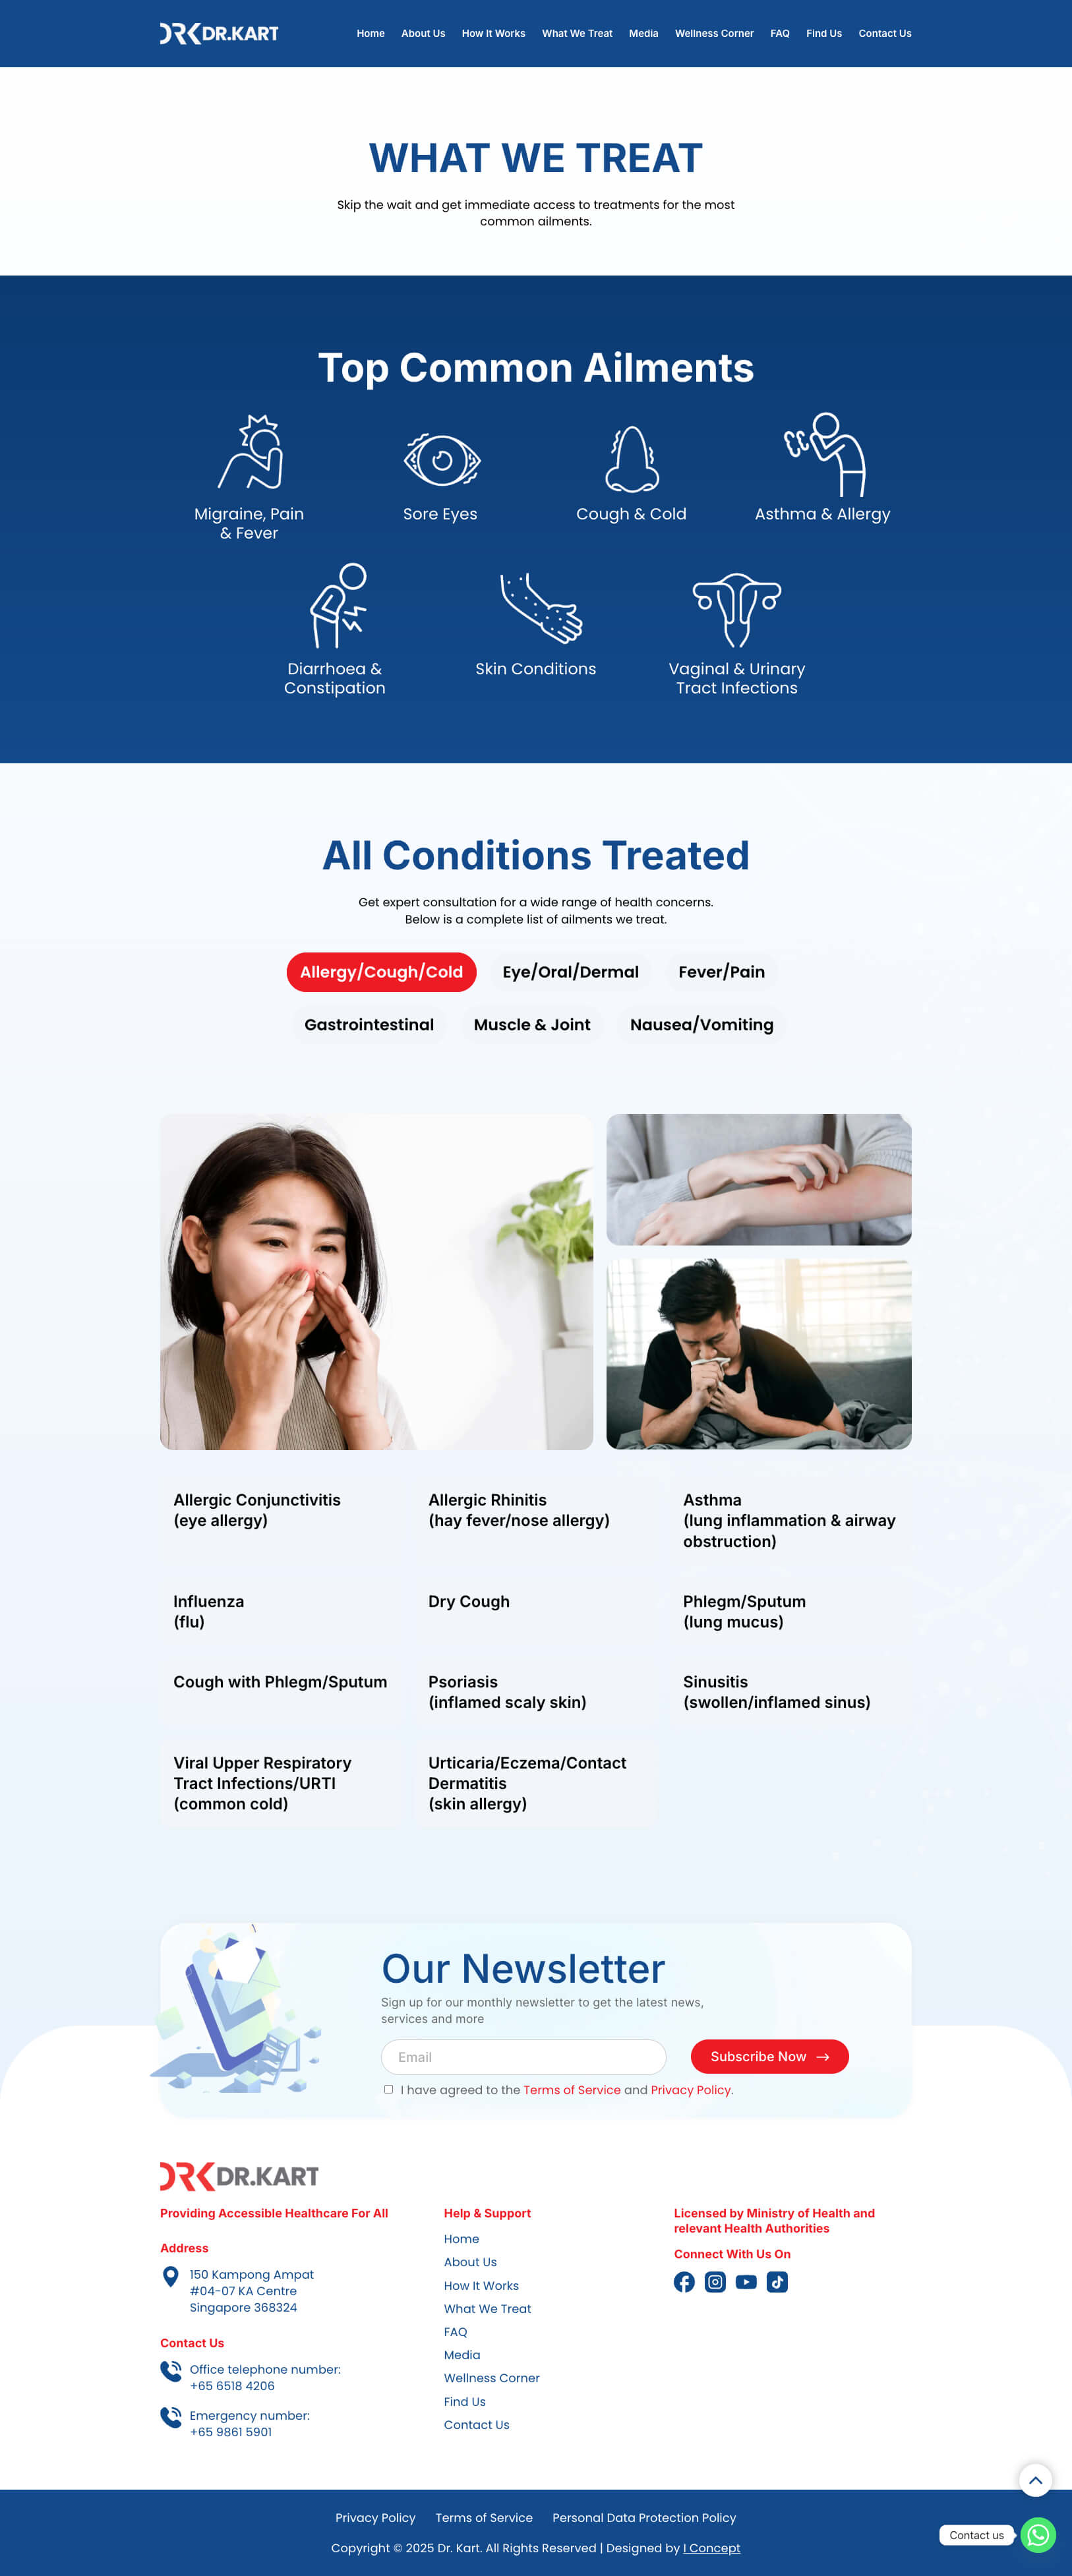 DRK DR.KART
Home About Us How It Works What We Treat Media Wellness Corner FAQ Find Us Contact Us
WHAT WE TREAT
Skip the wait and get immediate access to treatments for the most
common ailments.
Top Common Ailments
Migraine, Pain
& Fever
Sore Eyes
Cough & Cold
Asthma & Allergy
Diarrhoea &
Constipation
Skin Conditions
Vaginal & Urinary
Tract Infections
All Conditions Treated
Get expert consultation for a wide range of health concerns.
Below is a complete list of ailments we treat.
Allergy/Cough/Cold Eye/Oral/Dermal Fever/Pain
Gastrointestinal Muscle & Joint Nausea/Vomiting
Allergic Conjunctivitis
(eye allergy)
Allergic Rhinitis
(hay fever/nose allergy)
Asthma
(lung inflammation & airway
obstruction)
Influenza
(flu)
Dry Cough
Phlegm/Sputum
(lung mucus)
Cough with Phlegm/Sputum
Psoriasis
(inflamed scaly skin)
Sinusitis
(swollen/inflamed sinus)
Viral Upper Respiratory
Tract Infections/URTI
(common cold)
Urticaria/Eczema/Contact
Dermatitis
(skin allergy)
Our Newsletter
Sign up for our monthly newsletter to get the latest news,
services and more
Email
Subscribe Now
I have agreed to the Terms of Service and Privacy Policy.
DRK DR.KART
Providing Accessible Healthcare For All
Address
150 Kampong Ampat
#04-07 KA Centre
Singapore 368324
Contact Us
Office telephone number:
+65 6518 4206
Emergency number:
+65 9861 5901
Help & Support
Home
About Us
How It Works
What We Treat
FAQ
Media
Wellness Corner
Find Us
Contact Us
Licensed by Ministry of Health and
relevant Health Authorities
Connect With Us On
Privacy Policy Terms of Service Personal Data Protection Policy
Contact us
Copyright © 2025 Dr. Kart. All Rights Reserved | Designed by I Concept